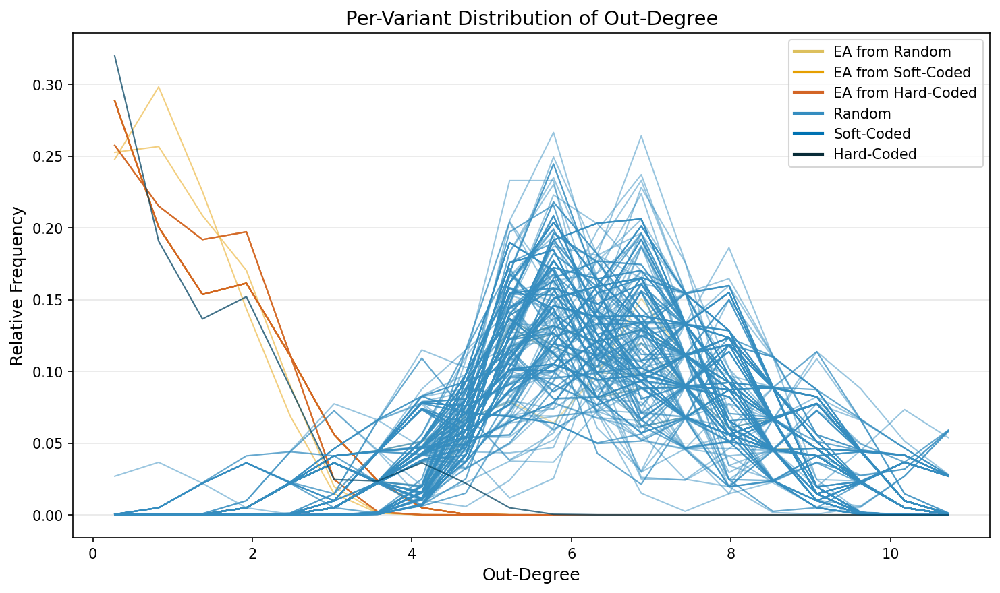 Per-Variant Distribution of Out-Degree
EA from Random
EA from Soft-Coded
EA from Hard-Coded
Random
Soft-Coded
Hard-Coded
Relative Frequency
0.30
0.25
0.20
0.15
0.10
0.05
0.00
0 2 4 6 8 10
Out-Degree